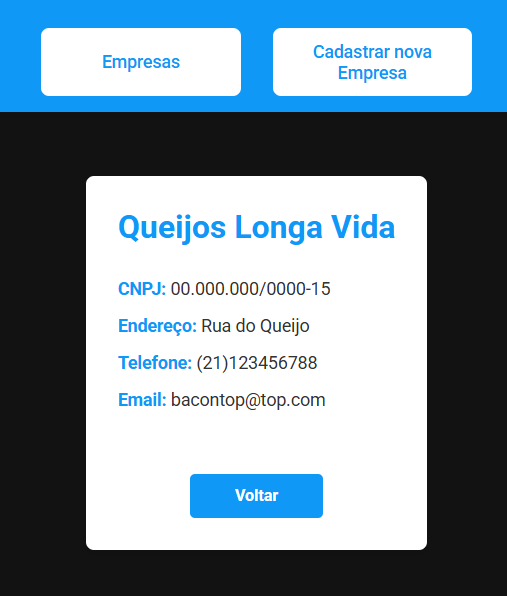 Empresas
Cadastrar nova
Empresa
Queijos Longa Vida
CNPJ: 00.000.000/0000-15
Endereço: Rua do Queijo
Telefone: (21)123456788
Email: bacontop@top.com
Voltar